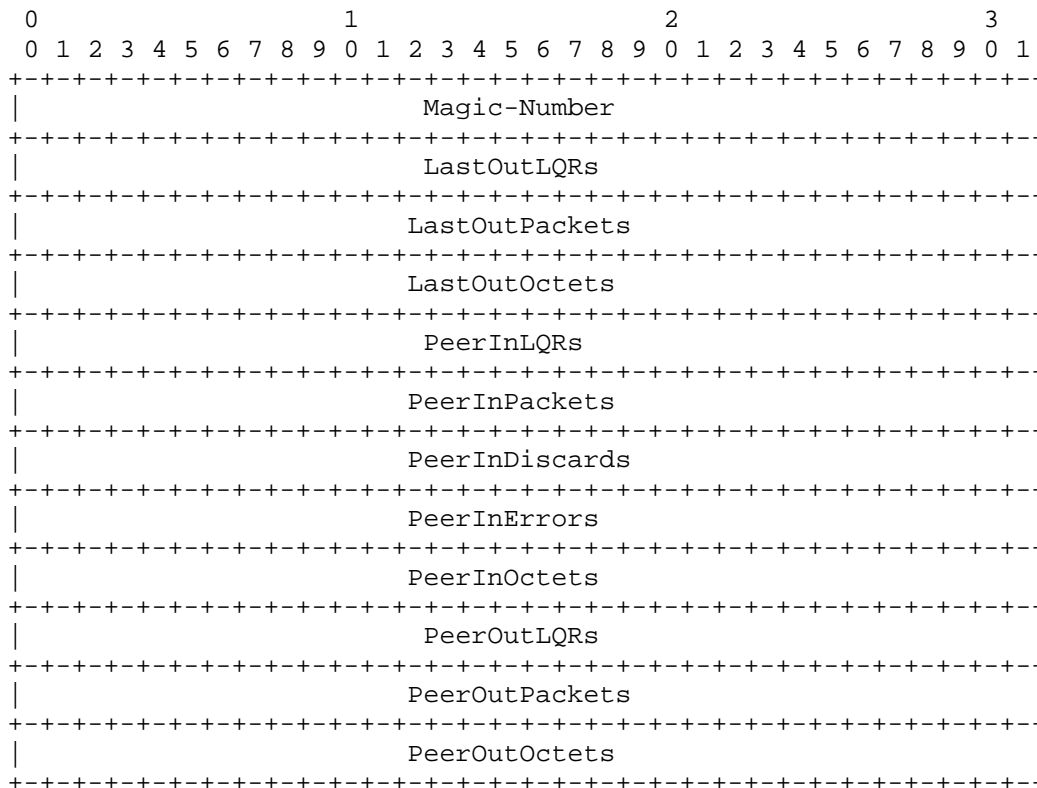 0                   1                   2                   3
0 1 2 3 4 5 6 7 8 9 0 1 2 3 4 5 6 7 8 9 0 1 2 3 4 5 6 7 8 9 0 1
+-+-+-+-+-+-+-+-+-+-+-+-+-+-+-+-+-+-+-+-+-+-+-+-+-+-+-+-+-+-+-+--
|                         Magic-Number
+-+-+-+-+-+-+-+-+-+-+-+-+-+-+-+-+-+-+-+-+-+-+-+-+-+-+-+-+-+-+-+--
|                         LastOutLQRs
+-+-+-+-+-+-+-+-+-+-+-+-+-+-+-+-+-+-+-+-+-+-+-+-+-+-+-+-+-+-+-+--
|                        LastOutPackets
+-+-+-+-+-+-+-+-+-+-+-+-+-+-+-+-+-+-+-+-+-+-+-+-+-+-+-+-+-+-+-+--
|                        LastOutOctets
+-+-+-+-+-+-+-+-+-+-+-+-+-+-+-+-+-+-+-+-+-+-+-+-+-+-+-+-+-+-+-+--
|                         PeerInLQRs
+-+-+-+-+-+-+-+-+-+-+-+-+-+-+-+-+-+-+-+-+-+-+-+-+-+-+-+-+-+-+-+--
|                        PeerInPackets
+-+-+-+-+-+-+-+-+-+-+-+-+-+-+-+-+-+-+-+-+-+-+-+-+-+-+-+-+-+-+-+--
|                        PeerInDiscards
+-+-+-+-+-+-+-+-+-+-+-+-+-+-+-+-+-+-+-+-+-+-+-+-+-+-+-+-+-+-+-+--
|                        PeerInErrors
+-+-+-+-+-+-+-+-+-+-+-+-+-+-+-+-+-+-+-+-+-+-+-+-+-+-+-+-+-+-+-+--
|                        PeerInOctets
+-+-+-+-+-+-+-+-+-+-+-+-+-+-+-+-+-+-+-+-+-+-+-+-+-+-+-+-+-+-+-+--
|                         PeerOutLQRs
+-+-+-+-+-+-+-+-+-+-+-+-+-+-+-+-+-+-+-+-+-+-+-+-+-+-+-+-+-+-+-+--
|                        PeerOutPackets
+-+-+-+-+-+-+-+-+-+-+-+-+-+-+-+-+-+-+-+-+-+-+-+-+-+-+-+-+-+-+-+--
|                        PeerOutOctets
+-+-+-+-+-+-+-+-+-+-+-+-+-+-+-+-+-+-+-+-+-+-+-+-+-+-+-+-+-+-+-+--